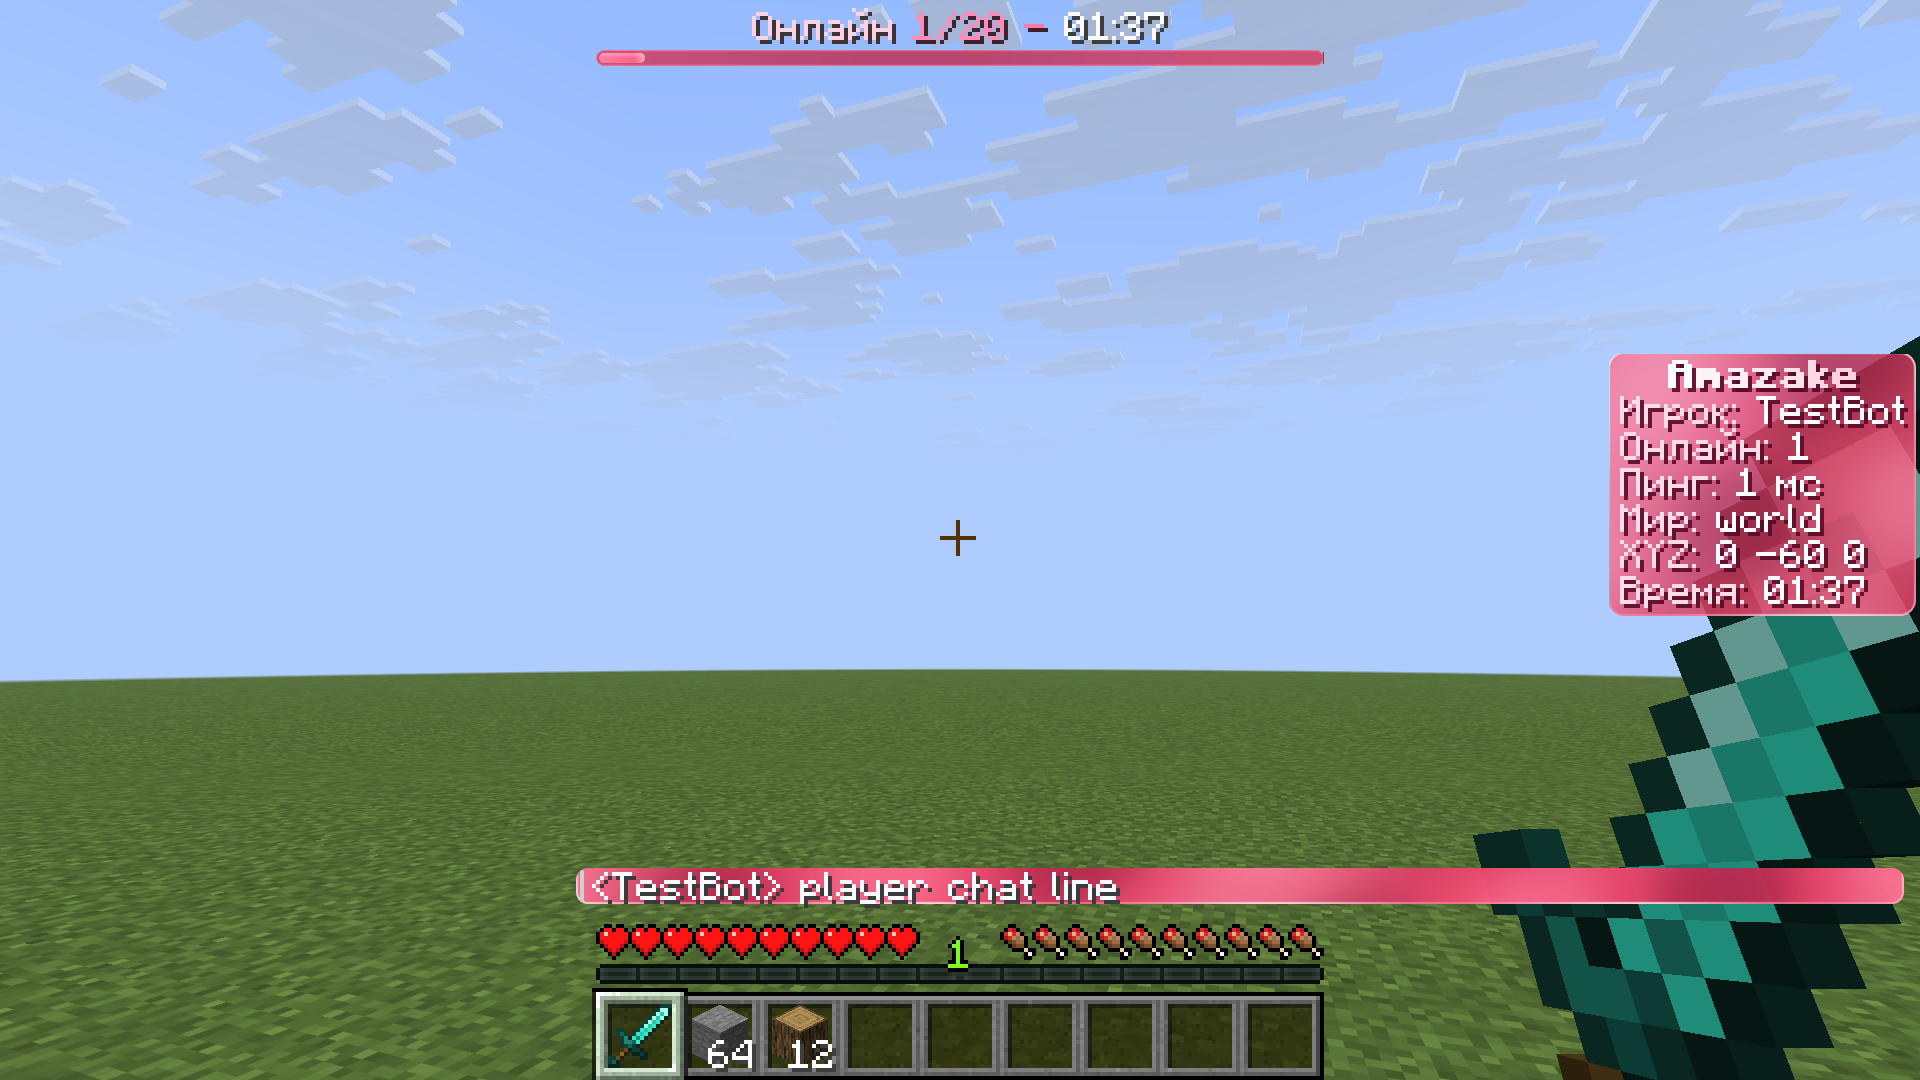 Онлайн 1/20 - 01:37
Amazake
Игрок: TestBot
Онлайн: 1
Пинг: 1 мс
Мир: world
XYZ: 0 -60 0
Время: 01:37
<TestBot> player chat line
1
64 12